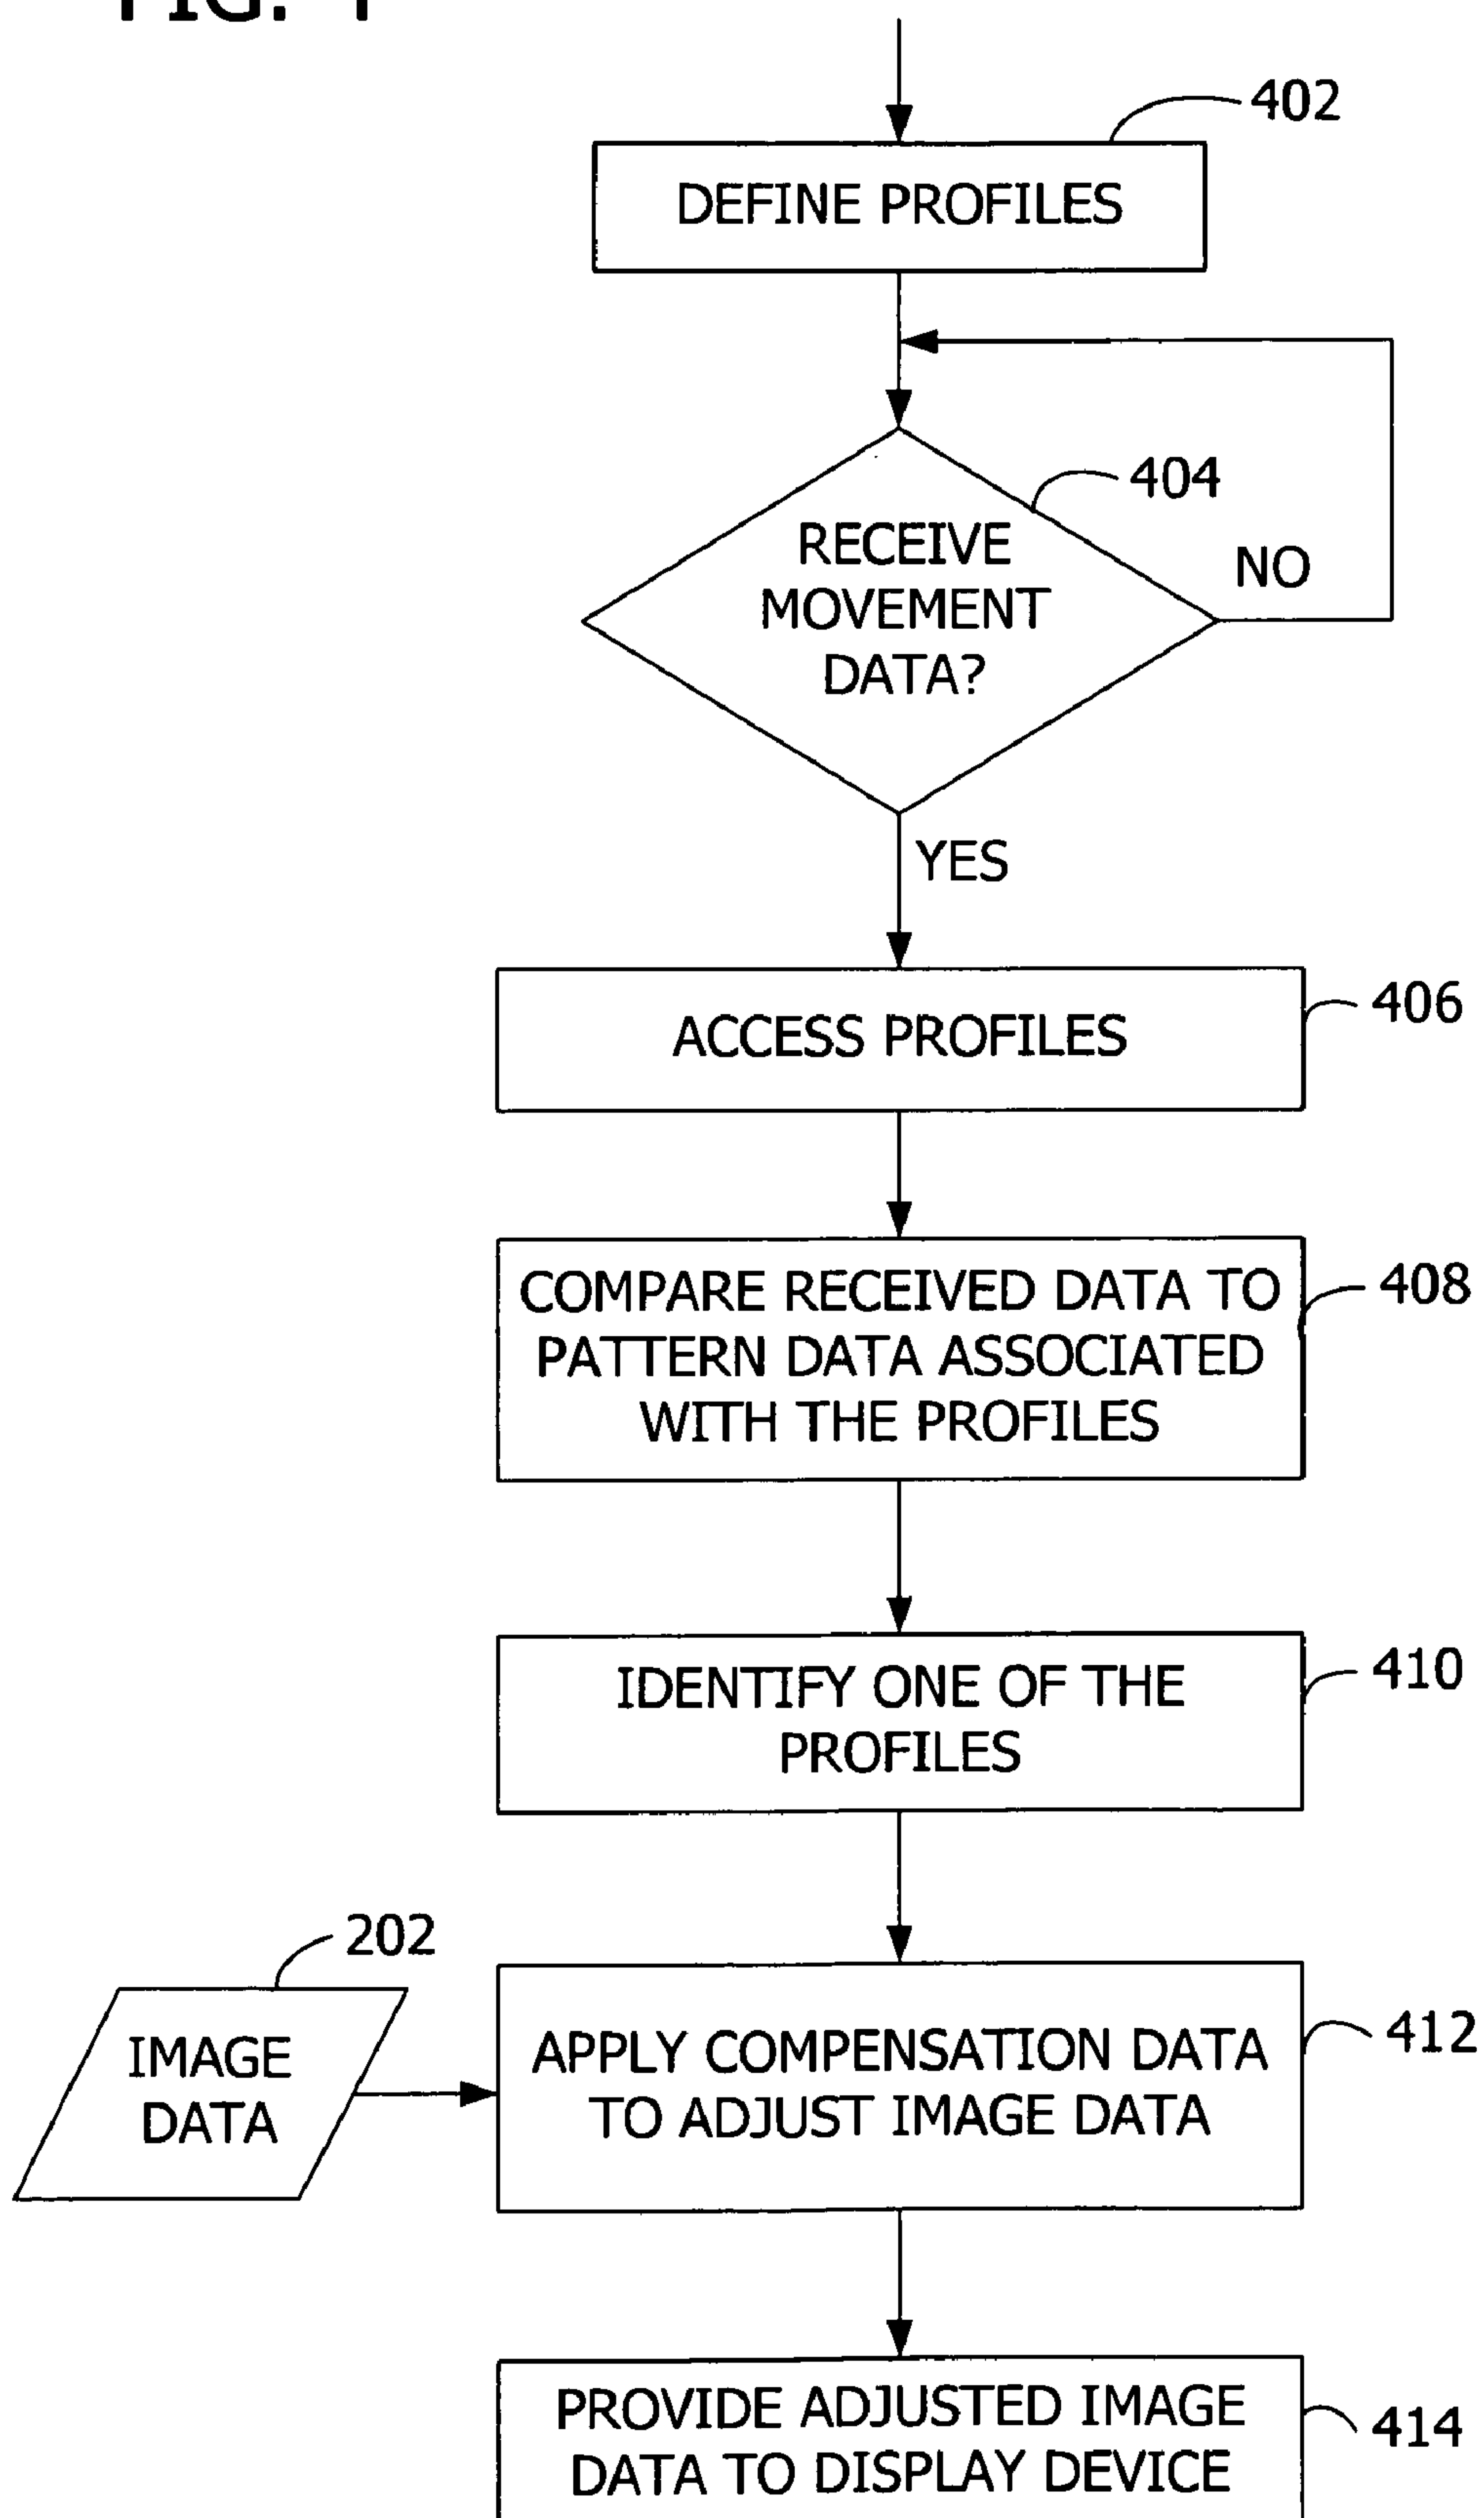 FIG. 4
402
DEFINE PROFILES
404
RECEIVE
MOVEMENT
DATA?
NO
YES
ACCESS PROFILES
406
COMPARE RECEIVED DATA TO
PATTERN DATA ASSOCIATED
WITH THE PROFILES
408
IDENTIFY ONE OF THE
PROFILES
410
202
IMAGE
DATA
APPLY COMPENSATION DATA
TO ADJUST IMAGE DATA
412
PROVIDE ADJUSTED IMAGE
DATA TO DISPLAY DEVICE
414